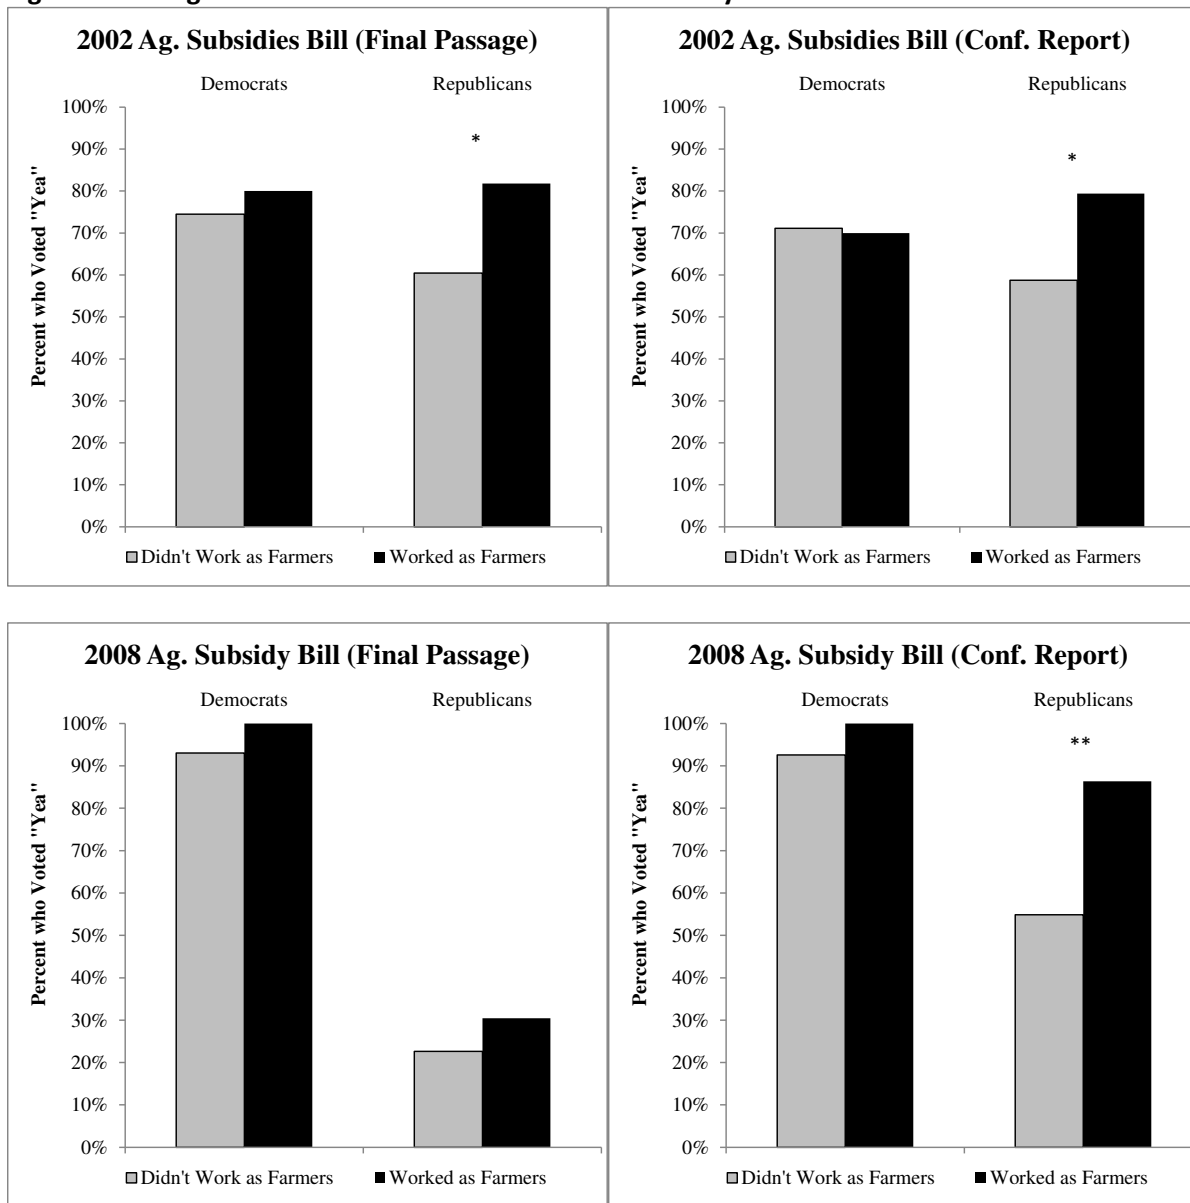 2002 Ag. Subsidies Bill (Final Passage)
Democrats Republicans
100%
90%
80%
70%
60%
50%
40%
30%
20%
10%
0%
*
Percent who Voted "Yea"
Didn't Work as Farmers Worked as Farmers
2002 Ag. Subsidies Bill (Conf. Report)
Democrats Republicans
100%
90%
80%
70%
60%
50%
40%
30%
20%
10%
0%
*
Percent who Voted "Yea"
Didn't Work as Farmers Worked as Farmers
2008 Ag. Subsidy Bill (Final Passage)
Democrats Republicans
100%
90%
80%
70%
60%
50%
40%
30%
20%
10%
0%
Percent who Voted "Yea"
Didn't Work as Farmers Worked as Farmers
2008 Ag. Subsidy Bill (Conf. Report)
Democrats Republicans
100%
90%
80%
70%
60%
50%
40%
30%
20%
10%
0%
**
Percent who Voted "Yea"
Didn't Work as Farmers Worked as Farmers